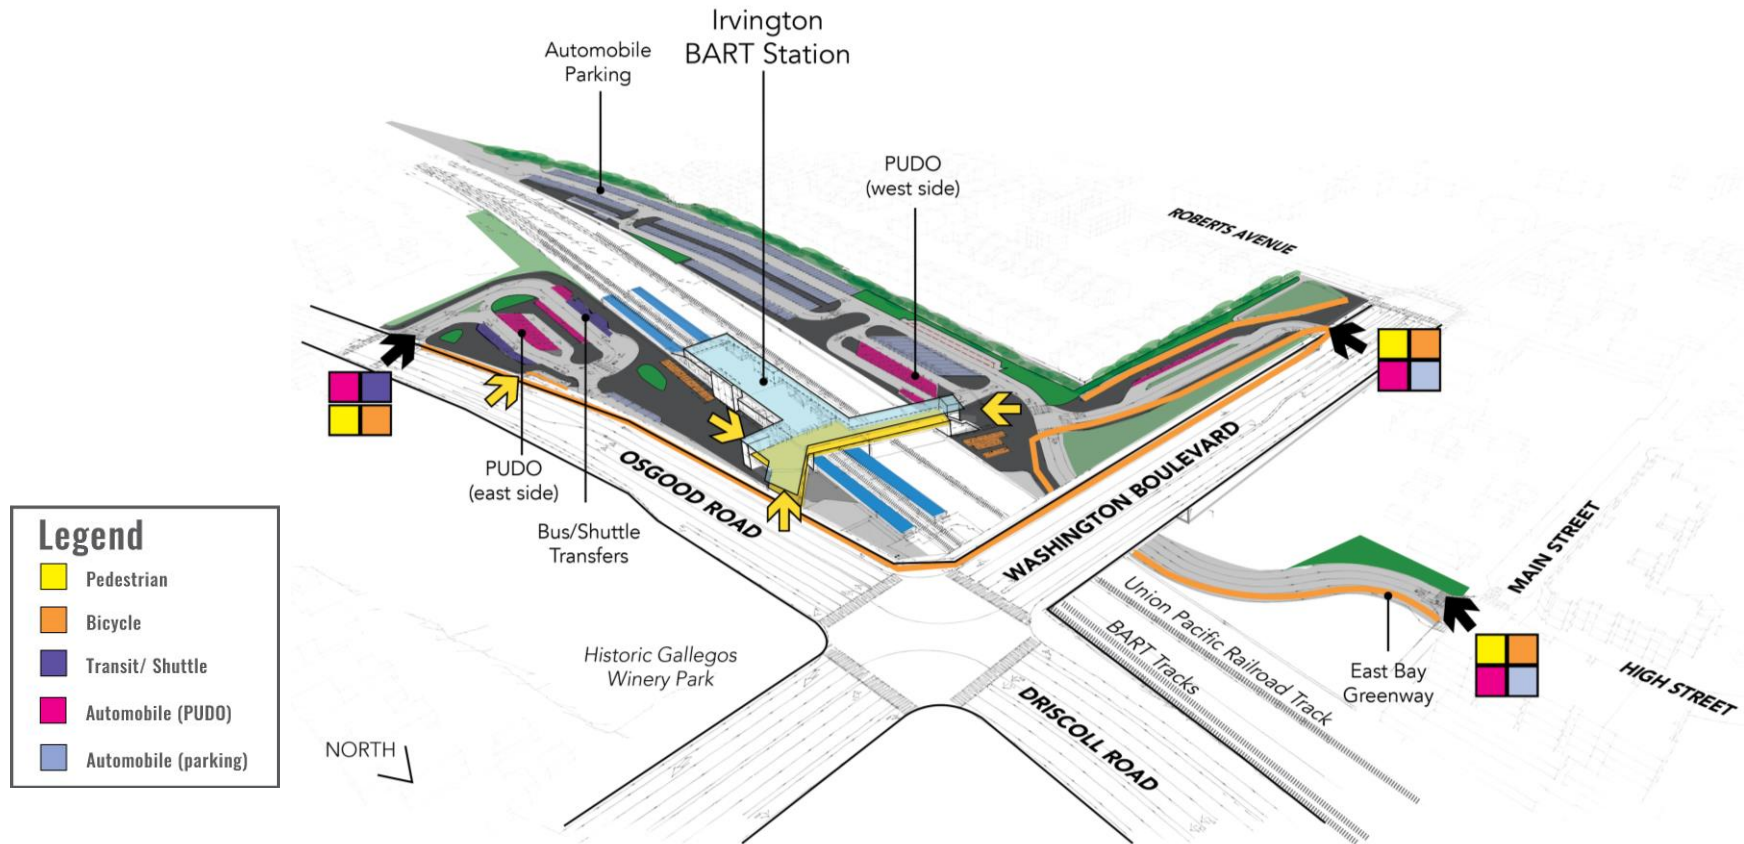 Irvington
BART Station
Automobile
Parking
PUDO
(west side)
ROBERTS AVENUE
PUDO
(east side)
Bus/Shuttle
Transfers
OSGOOD ROAD
WASHINGTON BOULEVARD
MAIN STREET
HIGH STREET
Union Pacific Railroad Track
BART Tracks
East Bay
Greenway
DRISCOLL ROAD
Historic Gallegos
Winery Park
NORTH
Legend
Pedestrian
Bicycle
Transit/ Shuttle
Automobile (PUDO)
Automobile (parking)